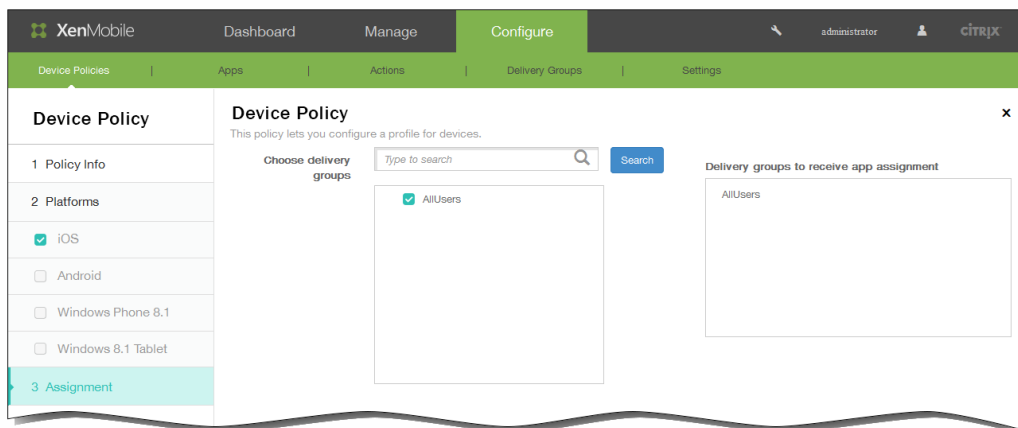 XenMobile Dashboard Manage Configure administrator CİTRIX
Device Policies | Apps | Actions | Delivery Groups | Settings
Device Policy
1 Policy Info
2 Platforms
iOS
Android
Windows Phone 8.1
Windows 8.1 Tablet
3 Assignment
Device Policy
This policy lets you configure a profile for devices.
Choose delivery
groups
Type to search
Search
AllUsers
Delivery groups to receive app assignment
AllUsers